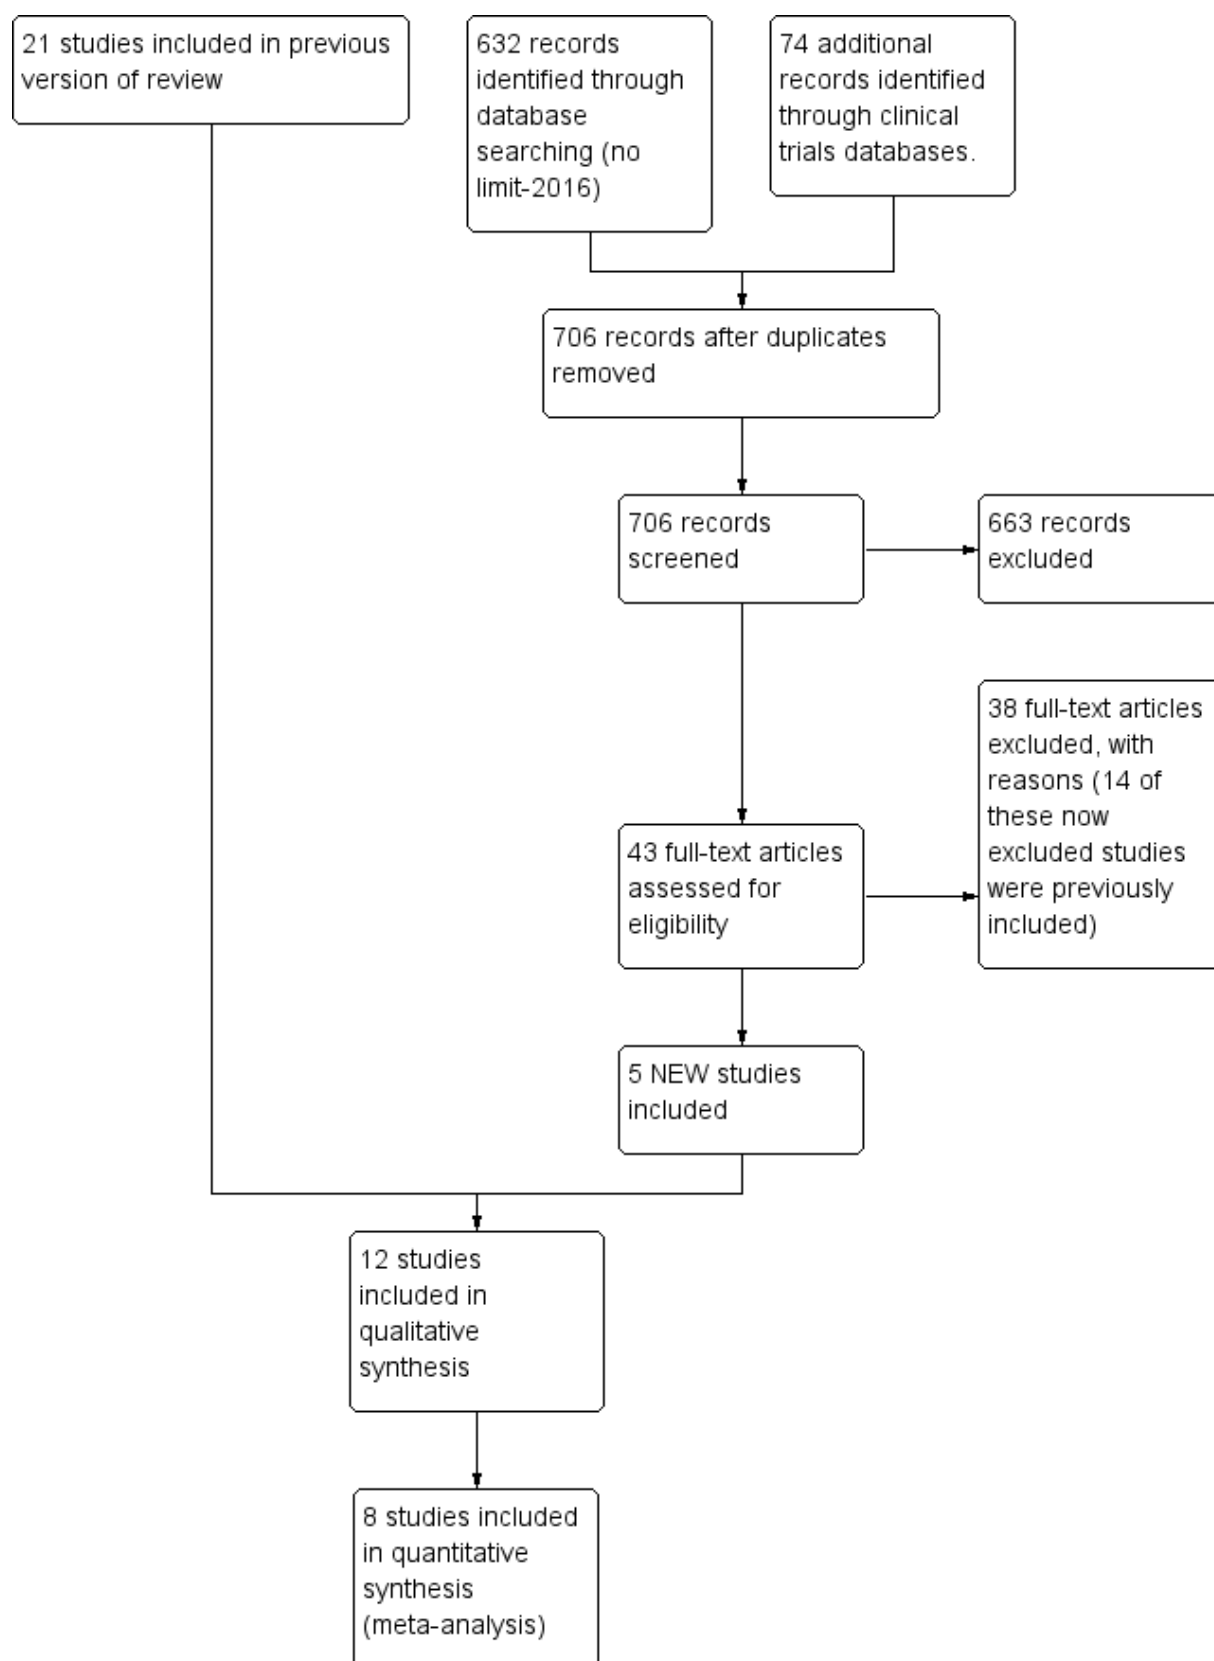 21 studies included in previous
version of review
632 records
identified through
database
searching (no
limit-2016)
74 additional
records identified
through clinical
trials databases.
706 records after duplicates
removed
706 records
screened
663 records
excluded
43 full-text articles
assessed for
eligibility
38 full-text articles
excluded, with
reasons (14 of
these now
excluded studies
were previously
included)
5 NEW studies
included
12 studies
included in
qualitative
synthesis
8 studies included
in quantitative
synthesis
(meta-analysis)